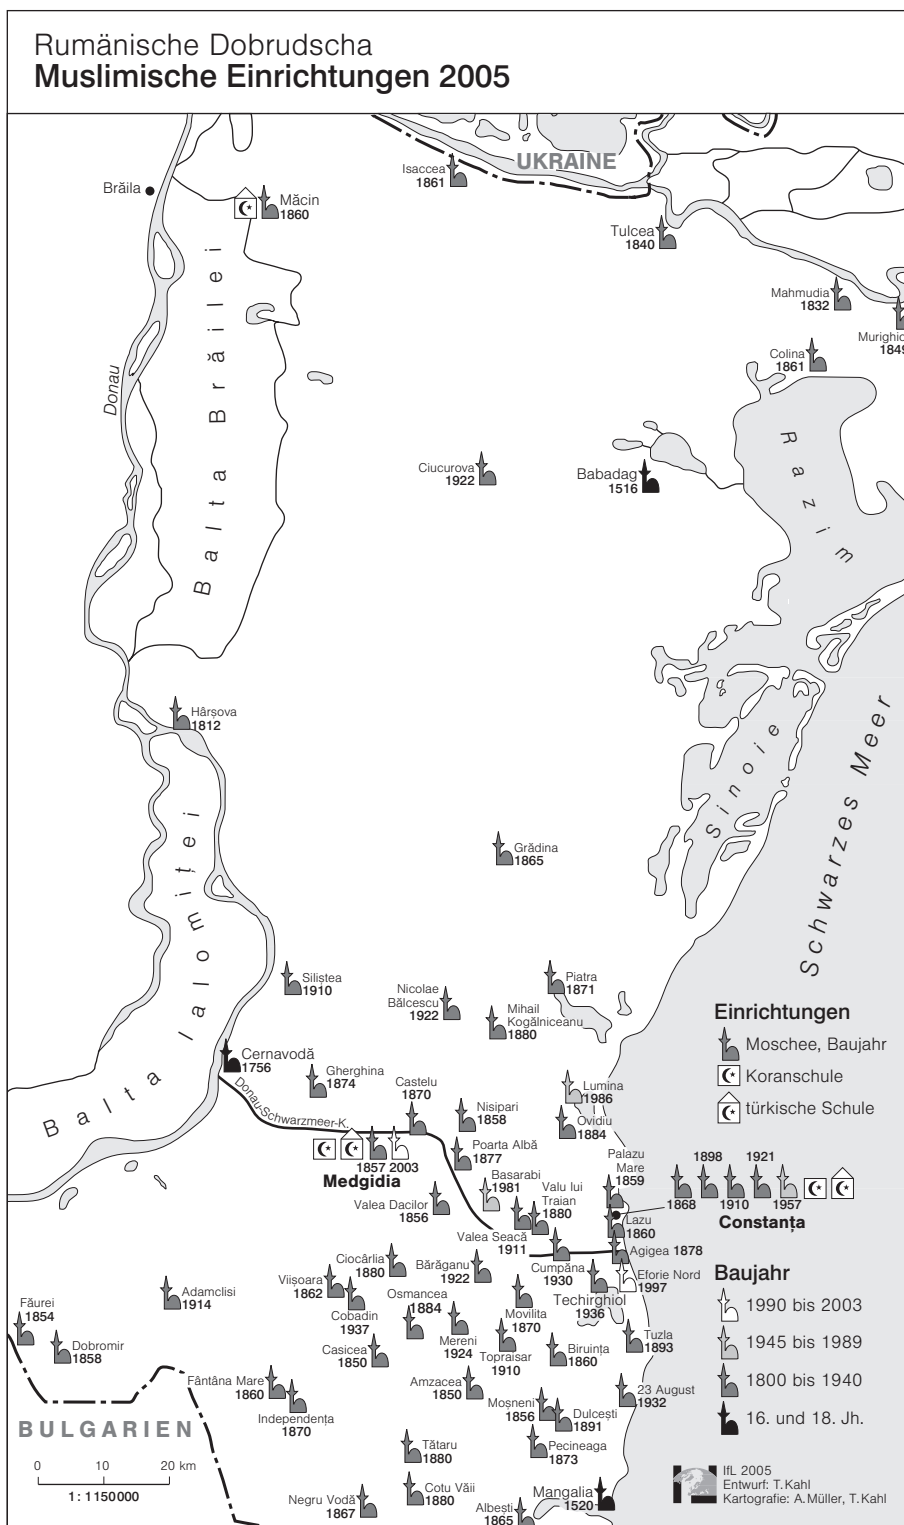 Rumänische Dobrudscha
Muslimische Einrichtungen 2005
UKRAINE
Isaccea
1861
Brăila
Măcin
1860
Tulcea
1840
Mahmudia
1832
Murighio
1849
Colina
1861
Donau
Balta Brăilei
Razim
Ciucurova
1922
Babadag
1516
Hârșova
1812
Sinoie
Schwarzes Meer
Balta Ialomiței
Grădina
1865
Siliștea
1910
Nicolae
Bălcescu
1922
Piatra
1871
Mihail
Kogălniceanu
1880
Einrichtungen
Moschee, Baujahr
Koranschule
türkische Schule
Cernavodă
1756
Gherghina
1874
Donau-Schwarzmeer-K.
Castelu
1870
Nisipari
1858
Lumina
1986
Ovidiu
1884
1857 2003
Medgidia
Poarta Albă
1877
Palazu
Mare
1859
1898 1921
1868 1910 1957
Constanța
Basarabi
1981
Valu lui
Traian
1880
Valea Dacilor
1856
Lazu
1860
Valea Seacă
1911
Agigea 1878
Ciocârlia
1880
Bărăganu
1922
Cumpăna
1930
Eforie Nord
1997
Baujahr
1990 bis 2003
1945 bis 1989
1800 bis 1940
16. und 18. Jh.
Viișoara
1862
Adamclisi
1914
Osmancea
1884
Techirghiol
1936
Făurei
1854
Cobadin
1937
Movilita
1870
Mereni
1924
Tuzla
1893
Dobromir
1858
Casicea
1850
Topraisar
1910
Biruința
1860
Fântâna Mare
1860
Amzacea
1850
23 August
1932
Independența
1870
Moșneni
1856
Dulcești
1891
BULGARIEN
Tătaru
1880
Pecineaga
1873
0 10 20 km
1 : 1 150 000
Negru Vodă
1867
Cotu Văii
1880
Albești
1865
Mangalia
1520
IfL 2005
Entwurf: T. Kahl
Kartografie: A. Müller, T. Kahl